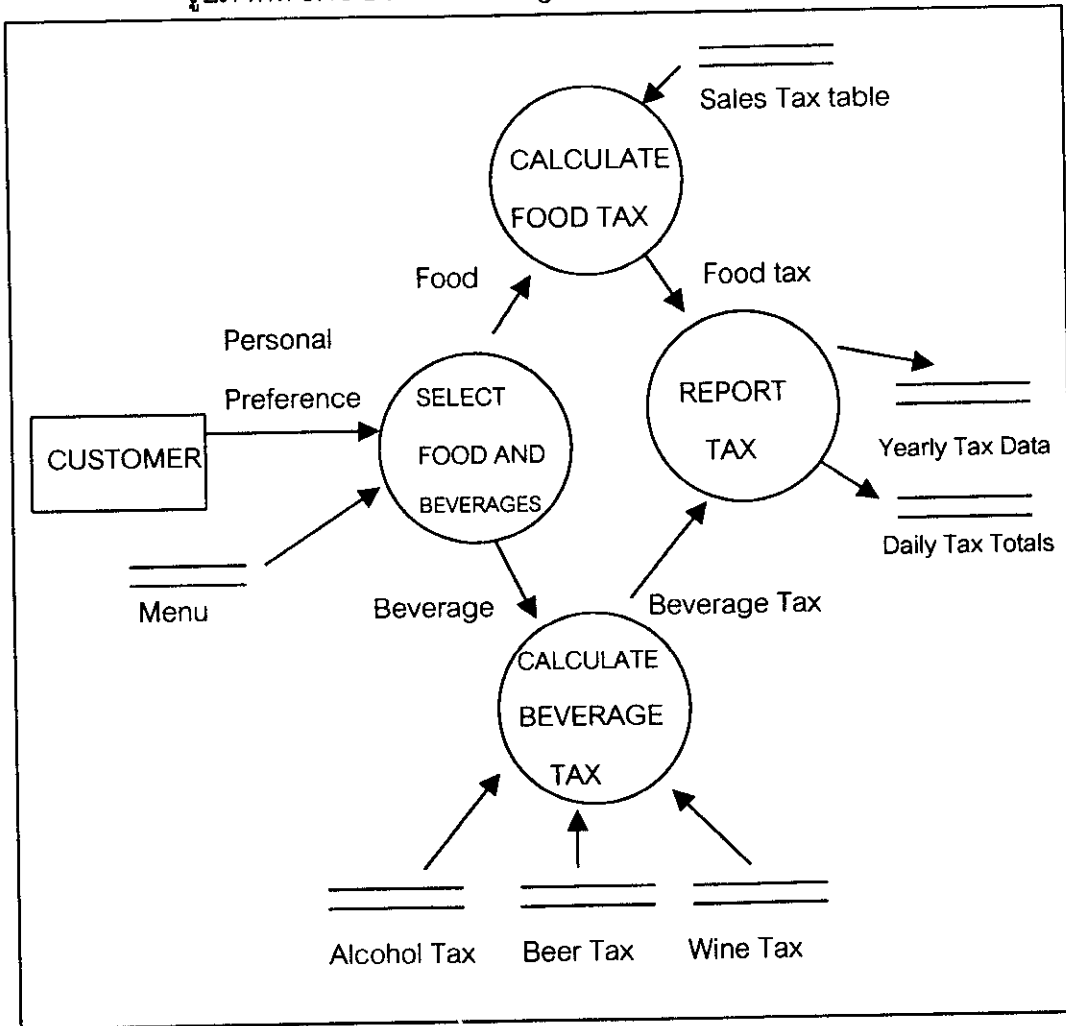 Sales Tax table
CALCULATE
FOOD TAX
Food
Food tax
Personal
Preference
SELECT
FOOD AND
BEVERAGES
REPORT
TAX
CUSTOMER
Yearly Tax Data
Daily Tax Totals
Menu
Beverage
Beverage Tax
CALCULATE
BEVERAGE
TAX
Alcohol Tax
Beer Tax
Wine Tax